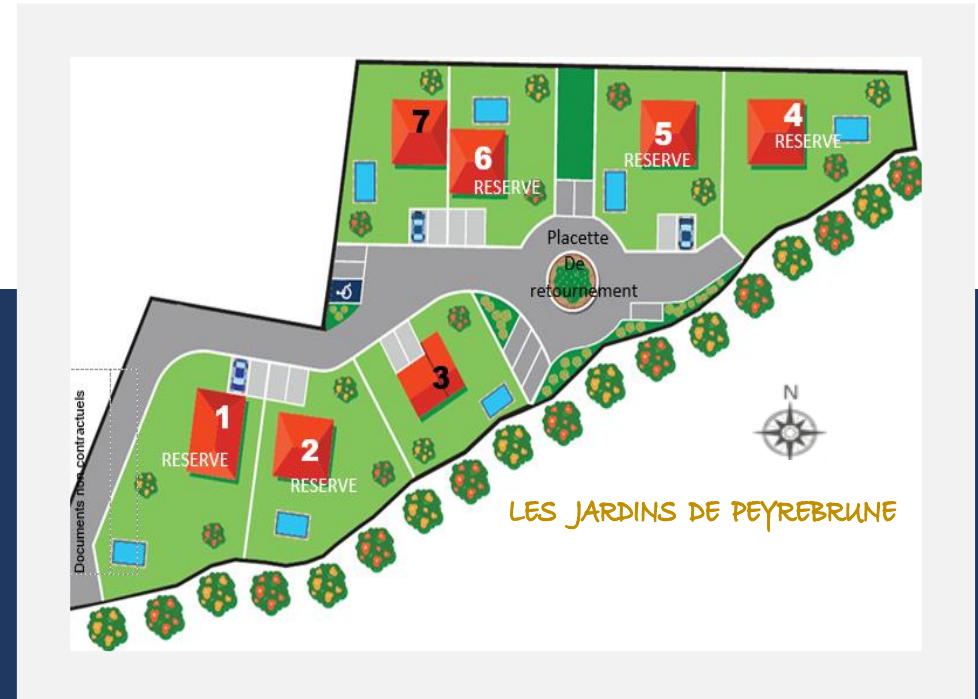 7
6
RESERVE
5
RESERVE
4
RESERVE
Placette
De
retournement
3
1
RESERVE
2
RESERVE
N
LES JARDINS DE PEYREBRUNE
Documents non contractuels